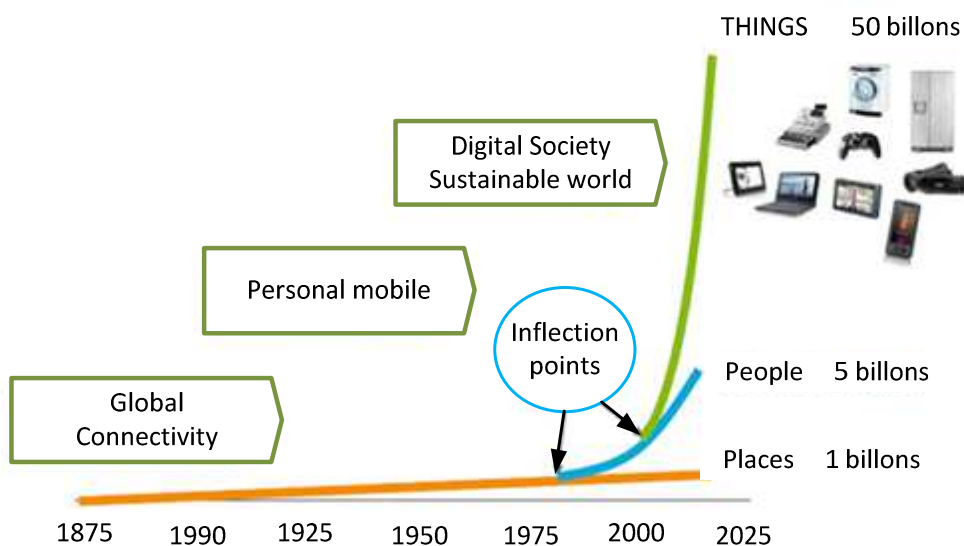 THINGS 50 billons
Digital Society
Sustainable world
Personal mobile
Inflection
points
Global
Connectivity
People 5 billons
Places 1 billons
1875 1990 1925 1950 1975 2000 2025